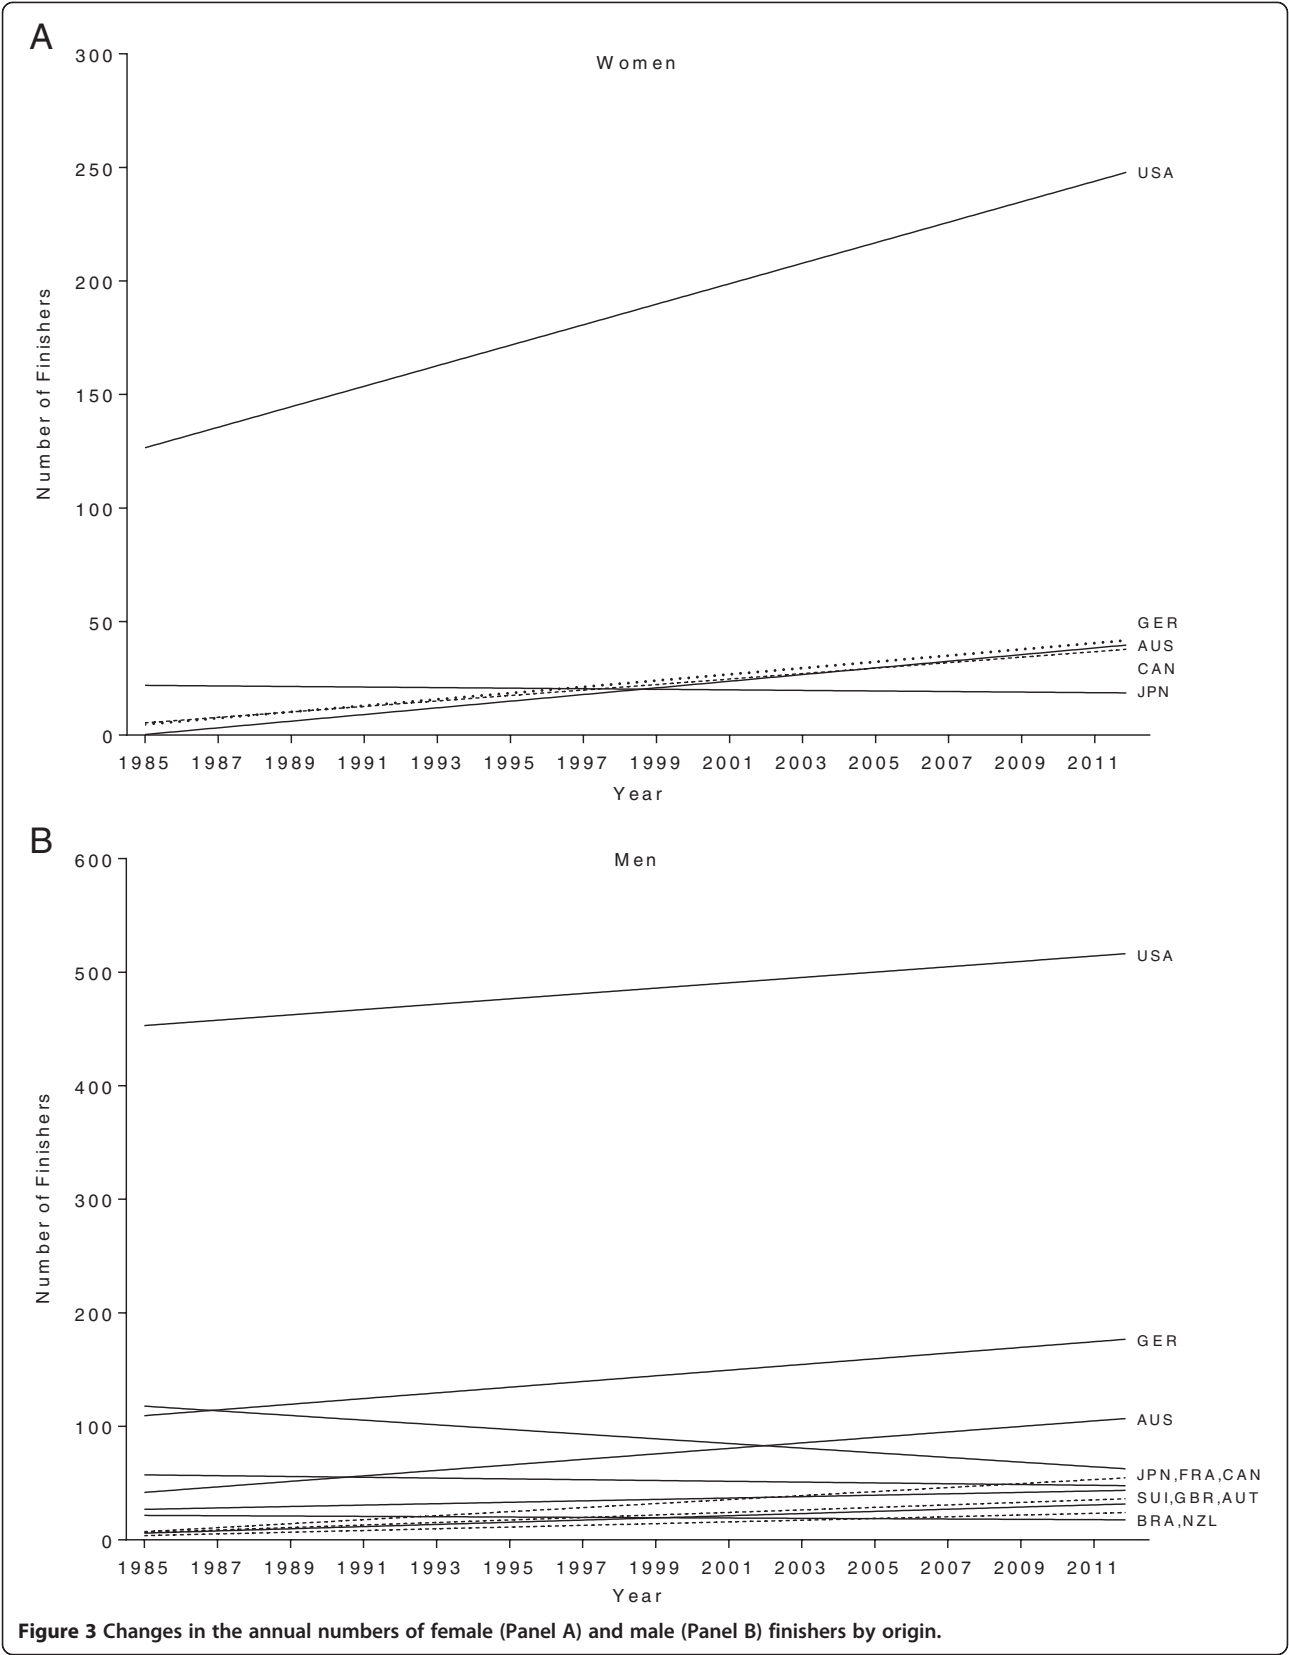 A
Women
300
250
200
150
100
50
0
Number of Finishers
USA
GER
AUS
CAN
JPN
1985 1987 1989 1991 1993 1995 1997 1999 2001 2003 2005 2007 2009 2011
Year
B
Men
600
500
400
300
200
100
0
Number of Finishers
USA
GER
AUS
JPN,FRA,CAN
SUI,GBR,AUT
BRA,NZL
1985 1987 1989 1991 1993 1995 1997 1999 2001 2003 2005 2007 2009 2011
Year
Figure 3 Changes in the annual numbers of female (Panel A) and male (Panel B) finishers by origin.